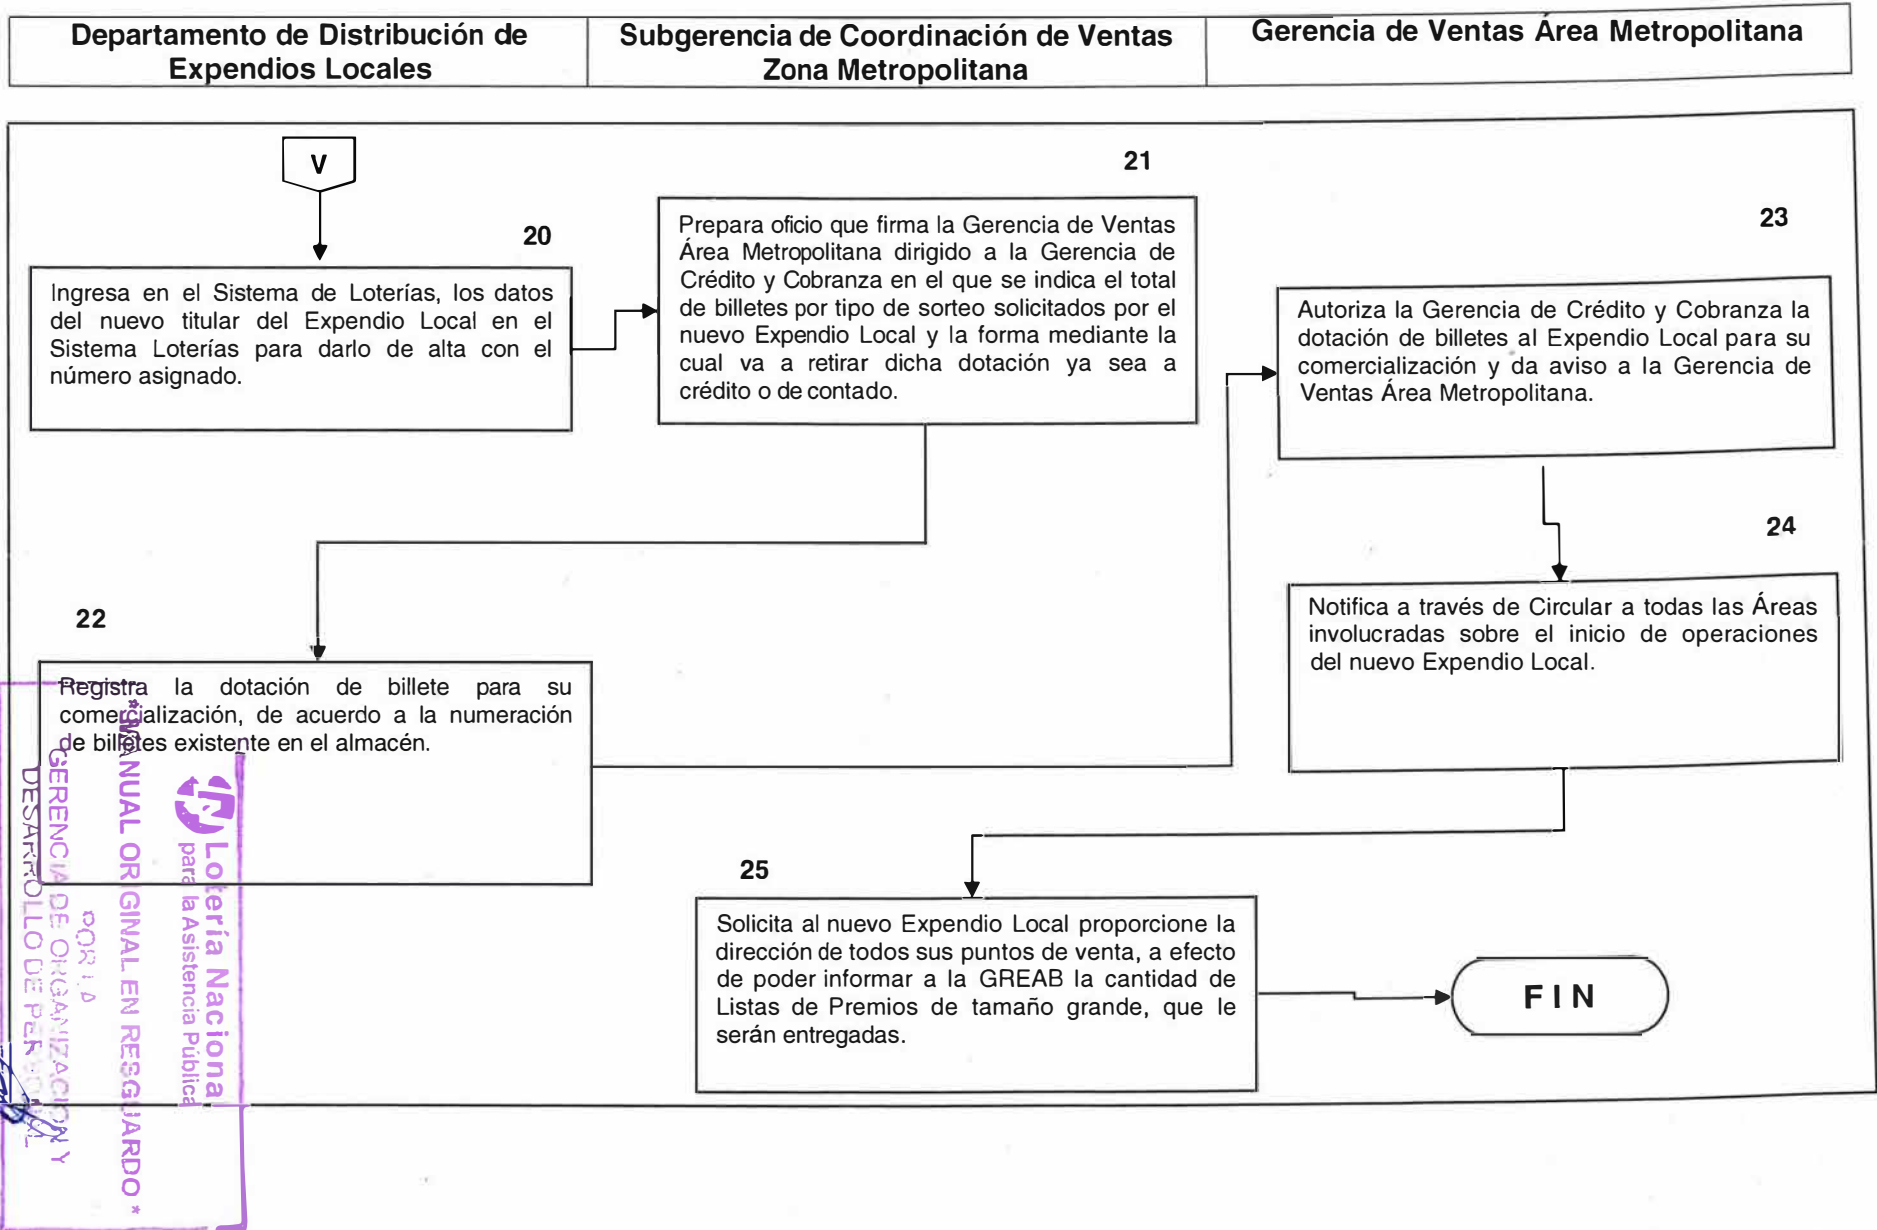 Departamento de Distribución de
Expendios Locales
Subgerencia de Coordinación de Ventas
Zona Metropolitana
Gerencia de Ventas Área Metropolitana
V
20
Ingresa en el Sistema de Loterías, los datos
del nuevo titular del Expendio Local en el
Sistema Loterías para darlo de alta con el
número asignado.
21
Prepara oficio que firma la Gerencia de Ventas
Área Metropolitana dirigido a la Gerencia de
Crédito y Cobranza en el que se indica el total
de billetes por tipo de sorteo solicitados por el
nuevo Expendio Local y la forma mediante la
cual va a retirar dicha dotación ya sea a
crédito o de contado.
22
Registra la dotación de billete para su
comercialización, de acuerdo a la numeración
de billetes existente en el almacén.
23
Autoriza la Gerencia de Crédito y Cobranza la
dotación de billetes al Expendio Local para su
comercialización y da aviso a la Gerencia de
Ventas Área Metropolitana.
24
Notifica a través de Circular a todas las Áreas
involucradas sobre el inicio de operaciones
del nuevo Expendio Local.
25
Solicita al nuevo Expendio Local proporcione la
dirección de todos sus puntos de venta, a efecto
de poder informar a la GREAB la cantidad de
Listas de Premios de tamaño grande, que le
serán entregadas.
FIN
Lotería Naciona
para la Asistencia Pública
*MANUAL ORIGINAL EN RESGUARDO *
POR LA
GERENCIA DE ORGANIZACION Y
DESARROLLO DE